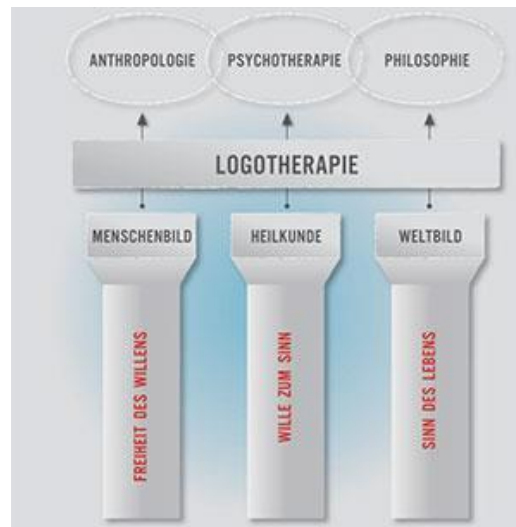 ANTHROPOLOGIE
PSYCHOTHERAPIE
PHILOSOPHIE
LOGOTHERAPIE
MENSCHENBILD
HEILKUNDE
WELTBILD
FREIHEIT DES WILLENS
WILLE ZUM SINN
SINN DES LEBENS